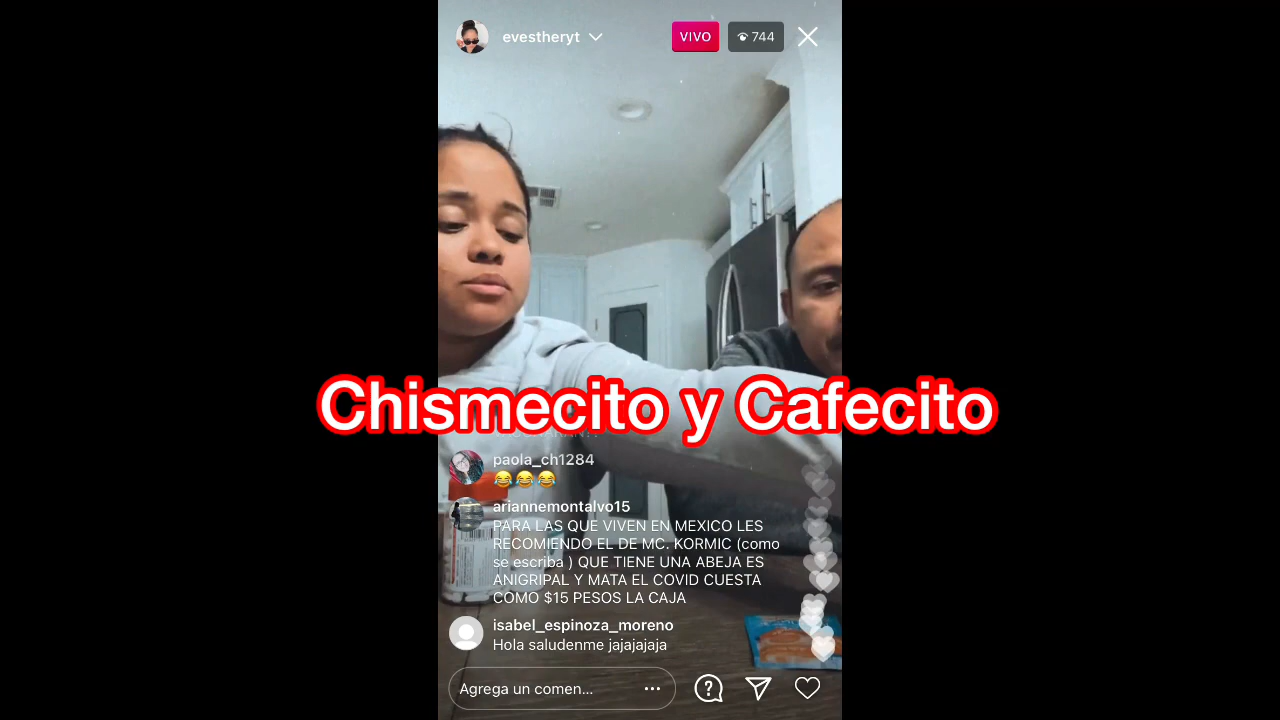 evestheryt
VIVO
744
Chismecito y Cafecito
paola_ch1284
😂😂😂
ariannemontalvo15
PARA LAS QUE VIVEN EN MEXICO LES
RECOMIENDO EL DE MC. KORMIC (como
se escriba ) QUE TIENE UNA ABEJA ES
ANIGRIPAL Y MATA EL COVID CUESTA
COMO $15 PESOS LA CAJA
isabel_espinoza_moreno
Hola saludenme jajajajaja
Agrega un comen...